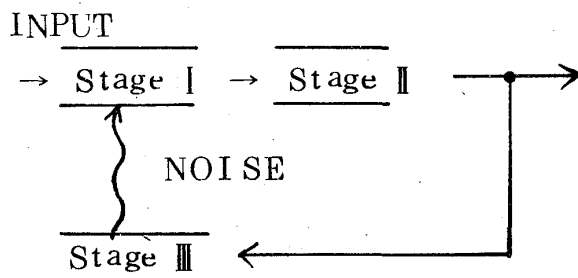 INPUT
→ Stage Ⅰ → Stage Ⅱ
NOISE
Stage Ⅲ